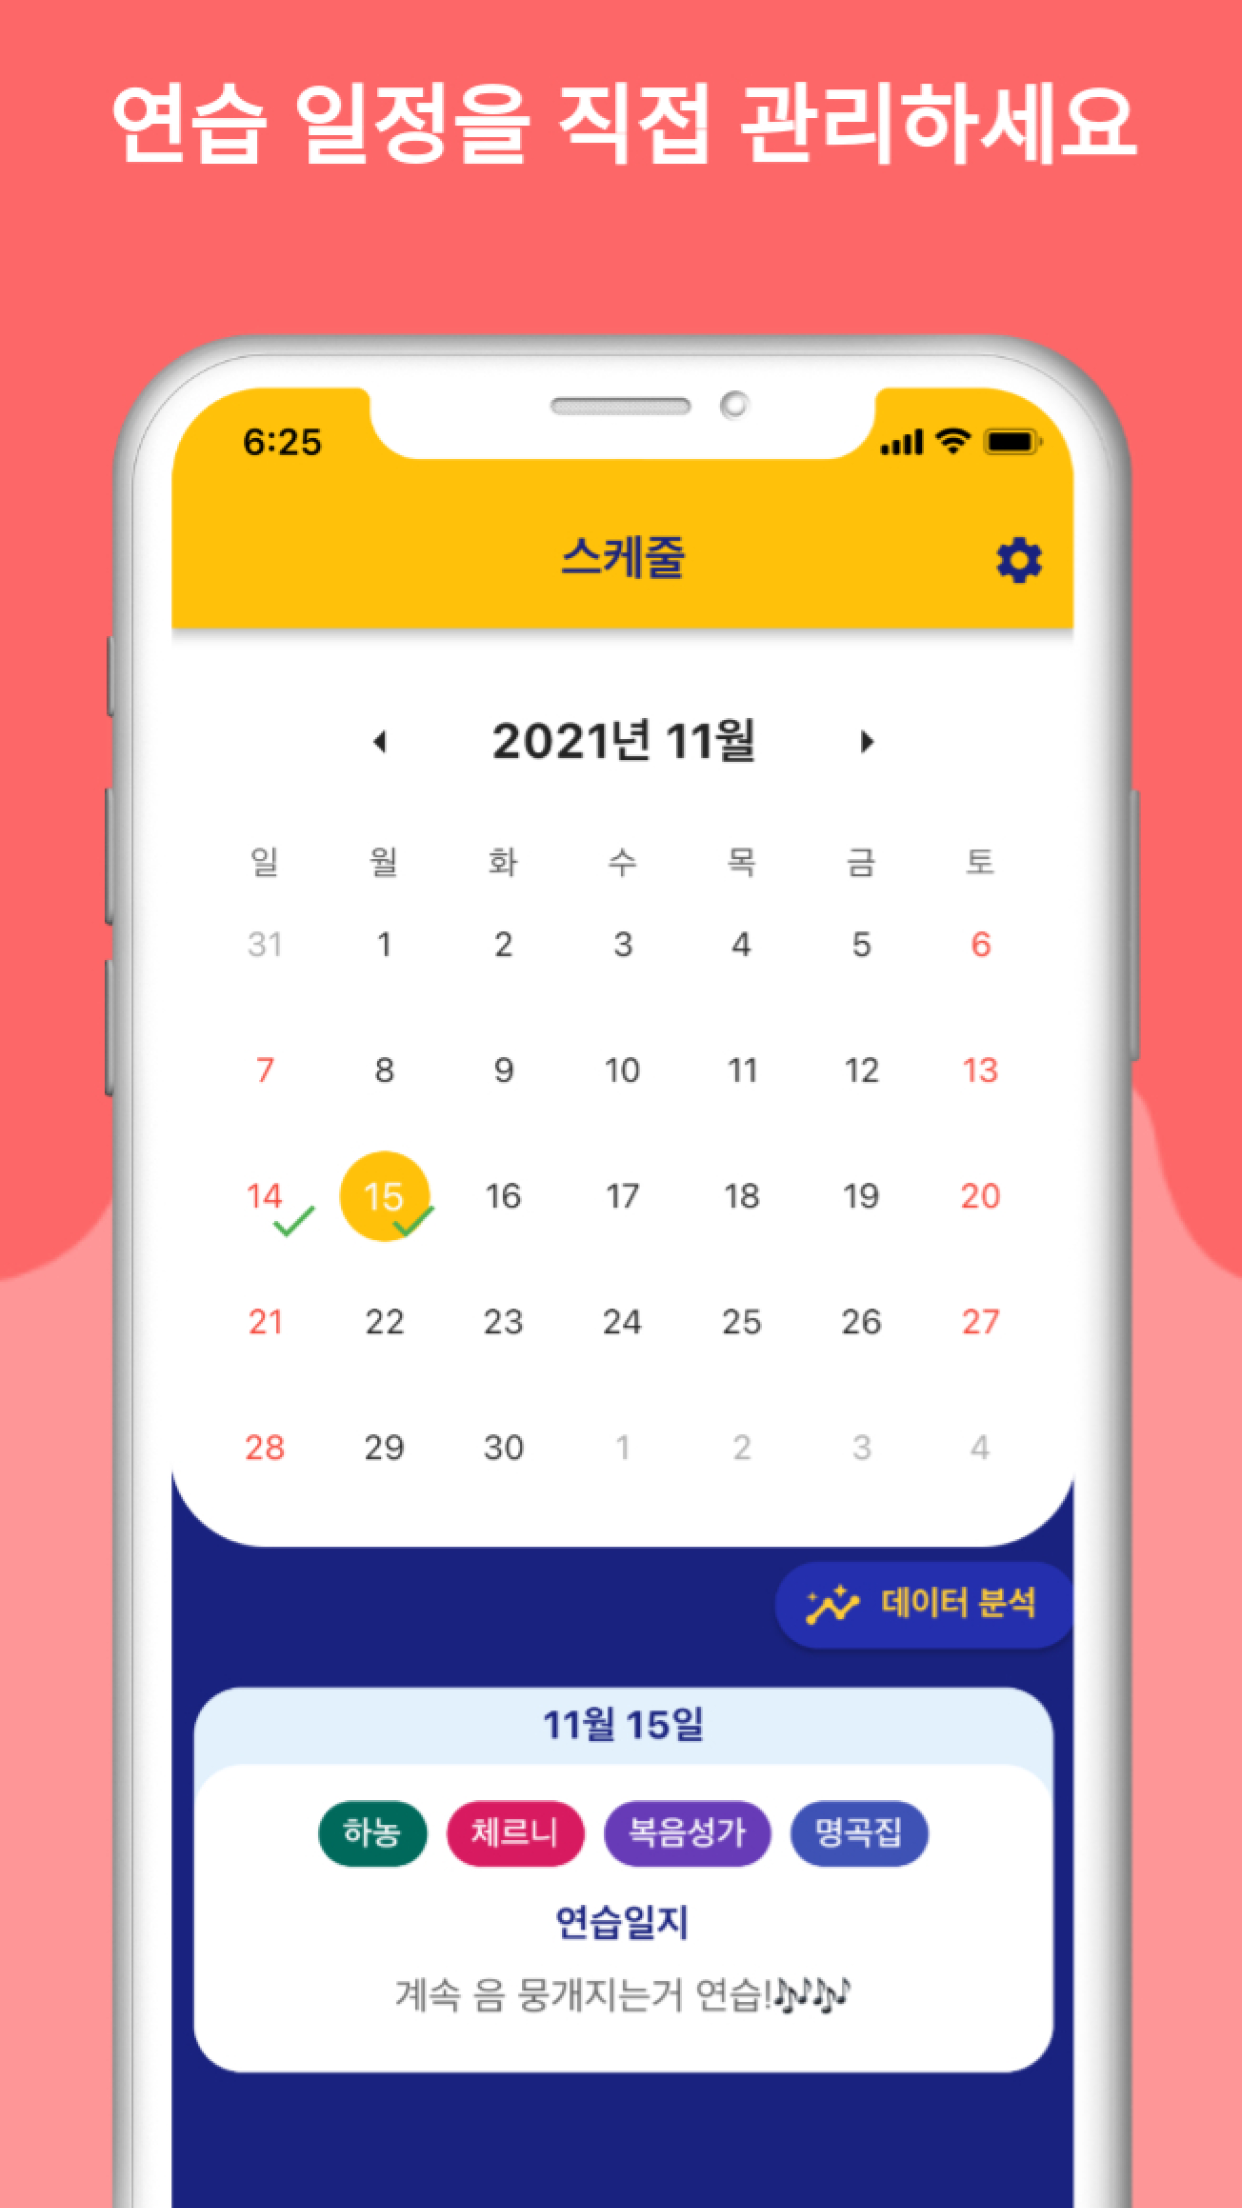 연습 일정을 직접 관리하세요
6:25
스케줄
2021년 11월
일 월 화 수 목 금 토
31 1 2 3 4 5 6
7 8 9 10 11 12 13
14 15 16 17 18 19 20
21 22 23 24 25 26 27
28 29 30 1 2 3 4
데이터 분석
11월 15일
하농 체르니 복음성가 명곡집
연습일지
계속 음 뭉개지는거 연습!🎶🎶